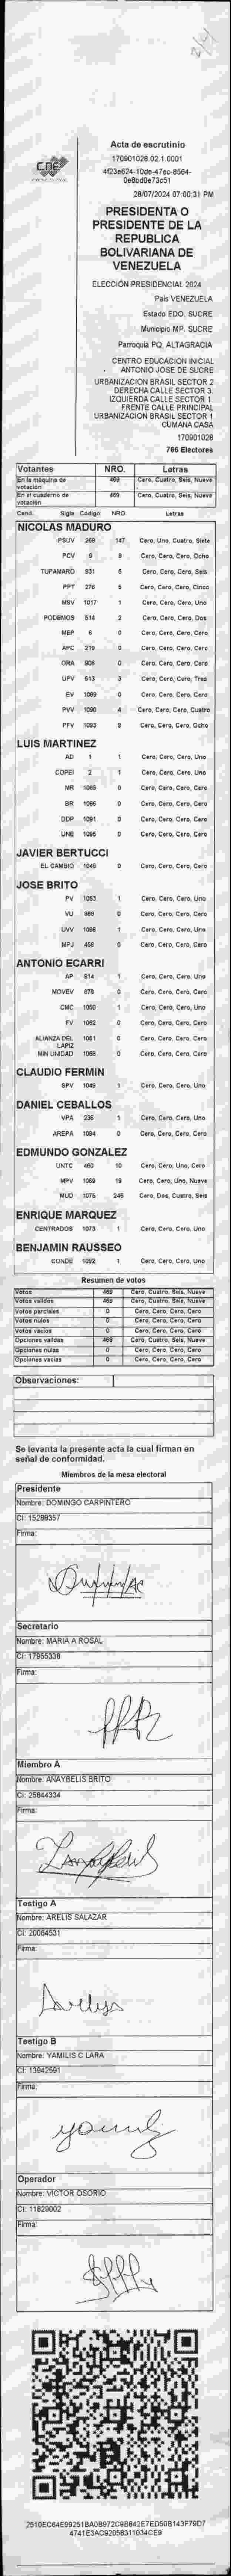 CNE
Acta de escrutinio
170901028.02.1.0001
4f23e624-10de-47ec-8564-
0e8bd0e73c51
28/07/2024 07:00:31 PM
PRESIDENTA O
PRESIDENTE DE LA
REPUBLICA
BOLIVARIANA DE
VENEZUELA
ELECCIÓN PRESIDENCIAL 2024
País VENEZUELA
Estado EDO. SUCRE
Municipio MP. SUCRE
Parroquia PQ. ALTAGRACIA
CENTRO EDUCACION INICIAL
ANTONIO JOSE DE SUCRE
URBANIZACION BRASIL SECTOR 2
DERECHA CALLE SECTOR 3.
IZQUIERDA CALLE SECTOR 1.
FRENTE CALLE PRINCIPAL
URBANIZACION BRASIL SECTOR 1
CUMANA CASA
170901028
766 Electores
Votantes NRO. Letras
En la máquina de votación 469 Cero, Cuatro, Seis, Nueve
En el cuaderno de votación 469 Cero, Cuatro, Seis, Nueve
Cand. Sigla Código NRO. Letras
NICOLAS MADURO
PSUV 269 147 Cero, Uno, Cuatro, Siete
PCV 9 8 Cero, Cero, Cero, Ocho
TUPAMARO 931 6 Cero, Cero, Cero, Seis
PPT 276 5 Cero, Cero, Cero, Cinco
MSV 1017 1 Cero, Cero, Cero, Uno
PODEMOS 514 2 Cero, Cero, Cero, Dos
MEP 6 0 Cero, Cero, Cero, Cero
APC 219 0 Cero, Cero, Cero, Cero
ORA 906 0 Cero, Cero, Cero, Cero
UPV 513 3 Cero, Cero, Cero, Tres
EV 1089 0 Cero, Cero, Cero, Cero
PVV 1090 4 Cero, Cero, Cero, Cuatro
PFV 1093 8 Cero, Cero, Cero, Ocho
LUIS MARTINEZ
AD 1 1 Cero, Cero, Cero, Uno
COPEI 2 1 Cero, Cero, Cero, Uno
MR 1065 0 Cero, Cero, Cero, Cero
BR 1066 0 Cero, Cero, Cero, Cero
DDP 1091 0 Cero, Cero, Cero, Cero
UNE 1095 0 Cero, Cero, Cero, Cero
JAVIER BERTUCCI
EL CAMBIO 1046 0 Cero, Cero, Cero, Cero
JOSE BRITO
PV 1053 1 Cero, Cero, Cero, Uno
VU 968 0 Cero, Cero, Cero, Cero
UVV 1098 1 Cero, Cero, Cero, Uno
MPJ 458 0 Cero, Cero, Cero, Cero
ANTONIO ECARRI
AP 914 1 Cero, Cero, Cero, Uno
MOVEV 878 0 Cero, Cero, Cero, Cero
CMC 1050 1 Cero, Cero, Cero, Uno
FV 1062 0 Cero, Cero, Cero, Cero
ALIANZA DEL LAPIZ 1061 0 Cero, Cero, Cero, Cero
MIN UNIDAD 1068 0 Cero, Cero, Cero, Cero
CLAUDIO FERMIN
SPV 1049 1 Cero, Cero, Cero, Uno
DANIEL CEBALLOS
VPA 236 1 Cero, Cero, Cero, Uno
AREPA 1094 0 Cero, Cero, Cero, Cero
EDMUNDO GONZALEZ
UNTC 460 10 Cero, Cero, Uno, Cero
MPV 1069 19 Cero, Cero, Uno, Nueve
MUD 1075 246 Cero, Dos, Cuatro, Seis
ENRIQUE MARQUEZ
CENTRADOS 1073 1 Cero, Cero, Cero, Uno
BENJAMIN RAUSSEO
CONDE 1092 1 Cero, Cero, Cero, Uno
Resumen de votos
Votos 469 Cero, Cuatro, Seis, Nueve
Votos válidos 469 Cero, Cuatro, Seis, Nueve
Votos parciales 0 Cero, Cero, Cero, Cero
Votos nulos 0 Cero, Cero, Cero, Cero
Votos vacíos 0 Cero, Cero, Cero, Cero
Opciones válidas 469 Cero, Cuatro, Seis, Nueve
Opciones nulas 0 Cero, Cero, Cero, Cero
Opciones vacías 0 Cero, Cero, Cero, Cero
Observaciones:
Se levanta la presente acta la cual firman en
señal de conformidad.
Miembros de la mesa electoral
Presidente
Nombre: DOMINGO CARPINTERO
CI: 15288357
Firma:
Secretario
Nombre: MARIA A ROSAL
CI: 17955338
Firma:
Miembro A
Nombre: ANAYBELIS BRITO
CI: 25844334
Firma:
Testigo A
Nombre: ARELIS SALAZAR
CI: 20064531
Firma:
Arelys
Testigo B
Nombre: YAMILIS C LARA
CI: 13942591
Firma:
Operador
Nombre: VICTOR OSORIO
CI: 11829002
Firma:
2510EC64E99251BA0B972C9B842E7ED50B143F79D7
4741E3AC92058311034CE9